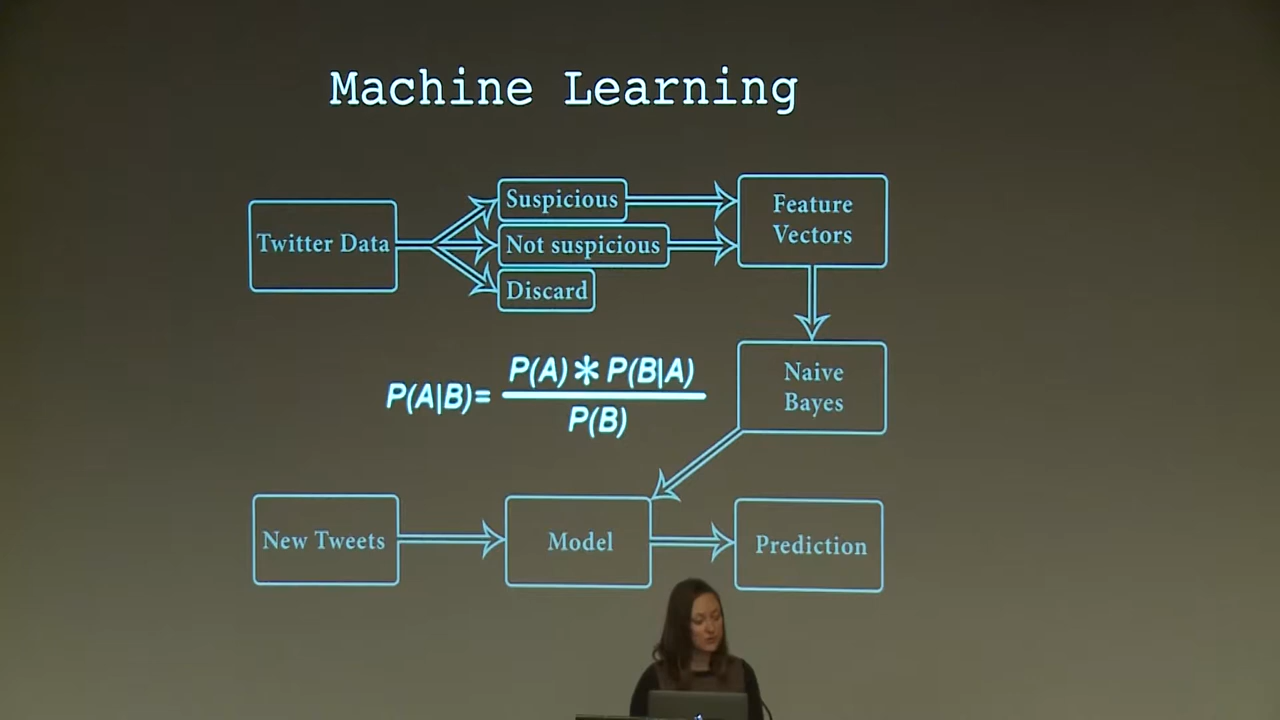 Machine Learning
Twitter Data
Suspicious
Not suspicious
Discard
Feature
Vectors
P(A|B)=
P(A)*P(B|A)
P(B)
Naive
Bayes
New Tweets
Model
Prediction